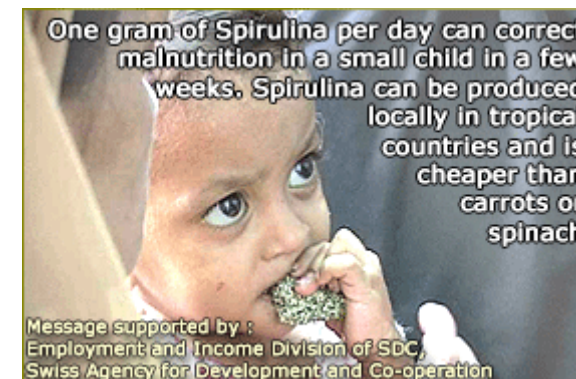 One gram of Spirulina per day can correct
malnutrition in a small child in a few
weeks. Spirulina can be produced
locally in tropical
countries and is
cheaper than
carrots or
spinach
Message supported by :
Employment and Income Division of SDC,
Swiss Agency for Development and Co-operation